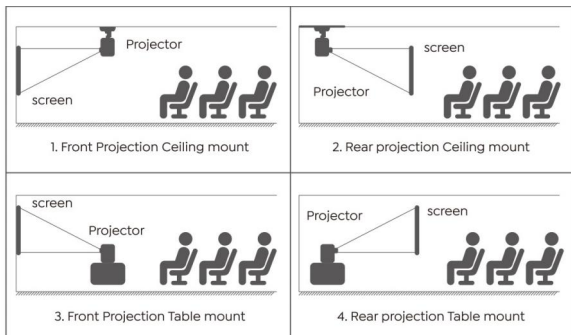 Projector
screen
1. Front Projection Ceiling mount
screen
Projector
2. Rear projection Ceiling mount
screen
Projector
3. Front Projection Table mount
Projector
screen
4. Rear projection Table mount